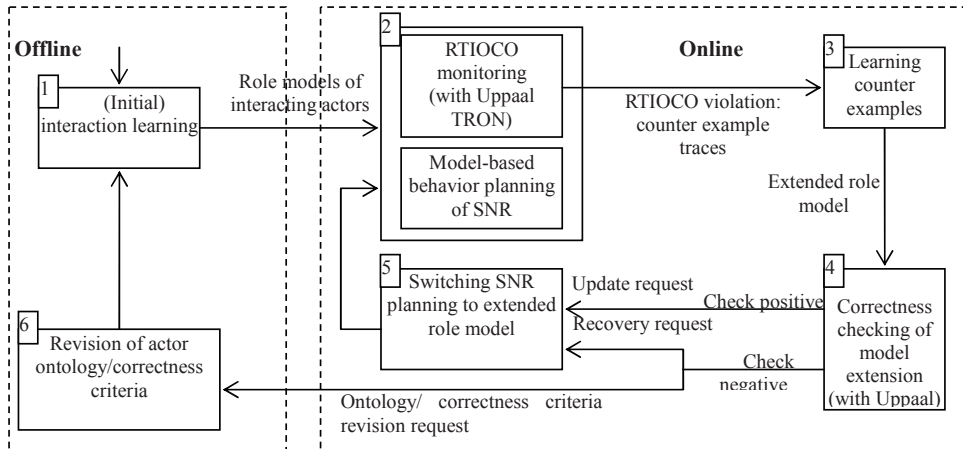 Offline
Online
1
(Initial)
interaction learning
Role models of
interacting actors
2
RTIOCO
monitoring
(with Uppaal
TRON)
Model-based
behavior planning
of SNR
RTIOCO violation:
counter example
traces
3
Learning
counter
examples
Extended role
model
4
Correctness
checking of
model
extension
(with Uppaal)
Check positive
Update request
Recovery request
Check
negative
5
Switching SNR
planning to extended
role model
Ontology/ correctness criteria
revision request
6
Revision of actor
ontology/correctness
criteria